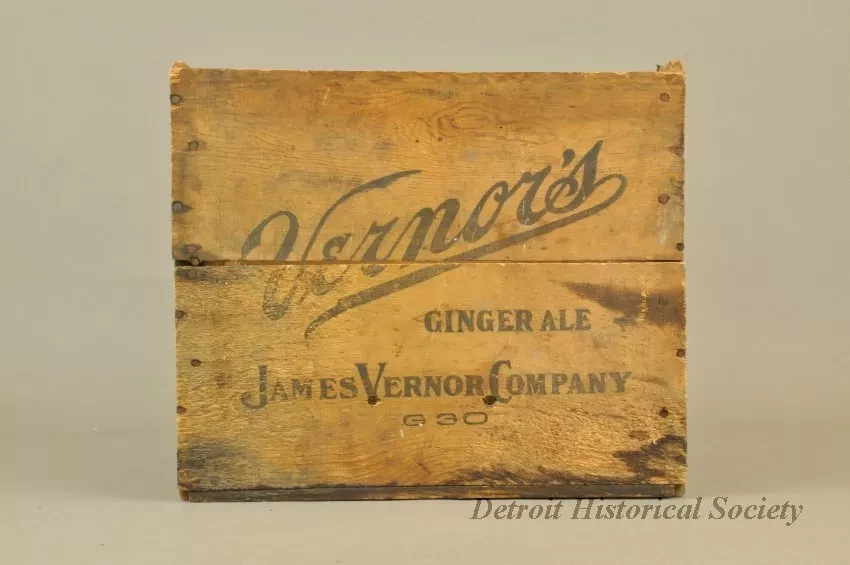 Vernor's
GINGER ALE
JAMES VERNOR COMPANY
G 30
Detroit Historical Society